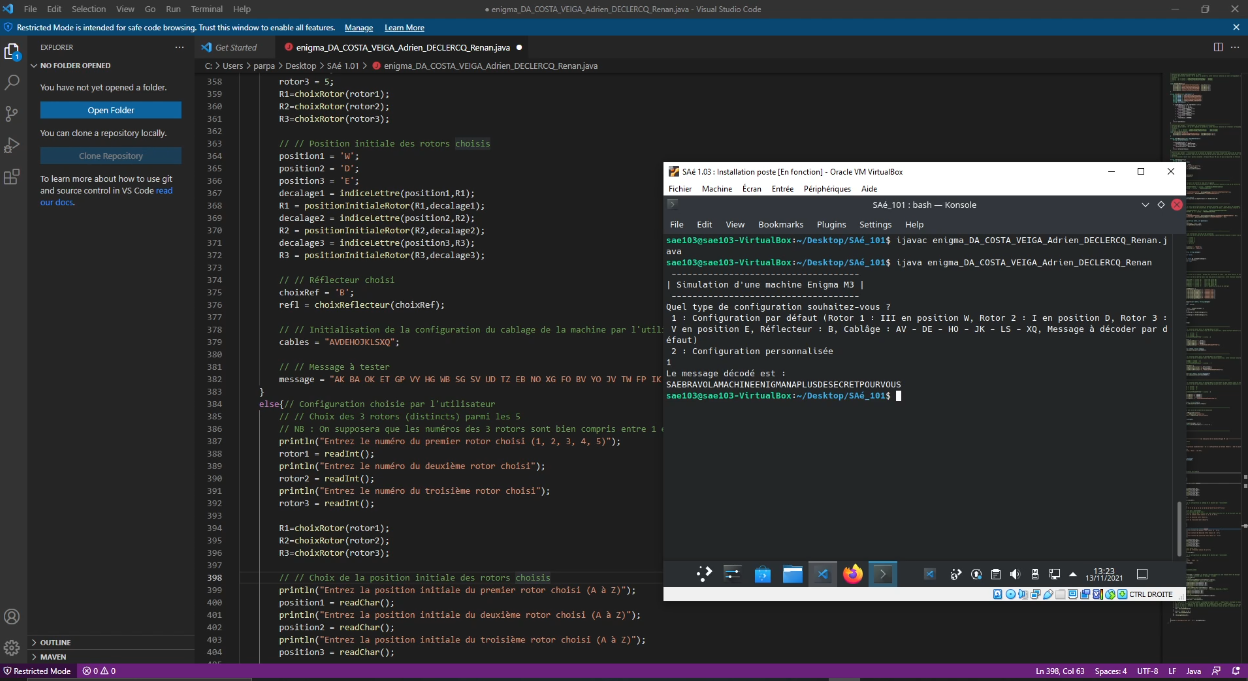 File Edit Selection View Go Run Terminal Help
● enigma_DA_COSTA_VEIGA_Adrien_DECLERCQ_Renan.java - Visual Studio Code
Restricted Mode is intended for safe code browsing. Trust this window to enable all features. Manage Learn More
EXPLORER
NO FOLDER OPENED
You have not yet opened a folder.
Open Folder
You can clone a repository locally.
Clone Repository
To learn more about how to use git
and source control in VS Code read
our docs.
OUTLINE
MAVEN
Get Started
enigma_DA_COSTA_VEIGA_Adrien_DECLERCQ_Renan.java ●
C: > Users > parpa > Desktop > SAé 1.01 > enigma_DA_COSTA_VEIGA_Adrien_DECLERCQ_Renan.java
358 rotor3 = 5;
359 R1=choixRotor(rotor1);
360 R2=choixRotor(rotor2);
361 R3=choixRotor(rotor3);
362
363 // // Position initiale des rotors choisis
364 position1 = 'W';
365 position2 = 'D';
366 position3 = 'E';
367 decalage1 = indiceLettre(position1,R1);
368 R1 = positionInitialeRotor(R1,decalage1);
369 decalage2 = indiceLettre(position2,R2);
370 R2 = positionInitialeRotor(R2,decalage2);
371 decalage3 = indiceLettre(position3,R3);
372 R3 = positionInitialeRotor(R3,decalage3);
373
374 // // Réflecteur choisi
375 choixRef = 'B';
376 refl = choixReflecteur(choixRef);
377
378 // // Initialisation de la configuration du cablage de la machine par l'uti
379 cables = "AVDEHOJKLSXQ";
380
381 // // Message à tester
382 message = "AK BA OK ET GP VY HG WB SG SV UD TZ EB NO XG FO BV YO JV TW FP IK
383 }
384 else{// Configuration choisie par l'utilisateur
385 // // Choix des 3 rotors (distincts) parmi les 5
386 // NB : On supposera que les numéros des 3 rotors sont bien compris entre 1
387 println("Entrez le numéro du premier rotor choisi (1, 2, 3, 4, 5)");
388 rotor1 = readInt();
389 println("Entrez le numéro du deuxième rotor choisi");
390 rotor2 = readInt();
391 println("Entrez le numéro du troisième rotor choisi");
392 rotor3 = readInt();
393
394 R1=choixRotor(rotor1);
395 R2=choixRotor(rotor2);
396 R3=choixRotor(rotor3);
397
398 // // Choix de la position initiale des rotors choisis
399 println("Entrer la position initiale du premier rotor choisi (A à Z)");
400 position1 = readChar();
401 println("Entrer la position initiale du deuxième rotor choisi (A à Z)");
402 position2 = readChar();
403 println("Entrer la position initiale du troisième rotor choisi (A à Z)");
404 position3 = readChar();
SAé 1.03 : Installation poste [En fonction] - Oracle VM VirtualBox
Fichier Machine Écran Entrée Périphériques Aide
SAé_101 : bash — Konsole
File Edit View Bookmarks Plugins Settings Help
sae103@sae103-VirtualBox:~/Desktop/SAé_101$ ijavac enigma_DA_COSTA_VEIGA_Adrien_DECLERCQ_Renan.j
ava
sae103@sae103-VirtualBox:~/Desktop/SAé_101$ ijava enigma_DA_COSTA_VEIGA_Adrien_DECLERCQ_Renan
-----------------------------------
| Simulation d'une machine Enigma M3 |
-----------------------------------
Quel type de configuration souhaitez-vous ?
1 : Configuration par défaut (Rotor 1 : III en position W, Rotor 2 : I en position D, Rotor 3 :
V en position E, Réflecteur : B, Cablâge : AV - DE - HO - JK - LS - XQ, Message à décoder par d
éfaut)
2 : Configuration personnalisée
1
Le message décodé est :
SAEBRAVOLAMACHINEENIGMANAPLUSDESECRETPOURVOUS
sae103@sae103-VirtualBox:~/Desktop/SAé_101$
13:23
13/11/2021
CTRL DROITE
Restricted Mode 0 0
Ln 398, Col 63 Spaces: 4 UTF-8 LF Java